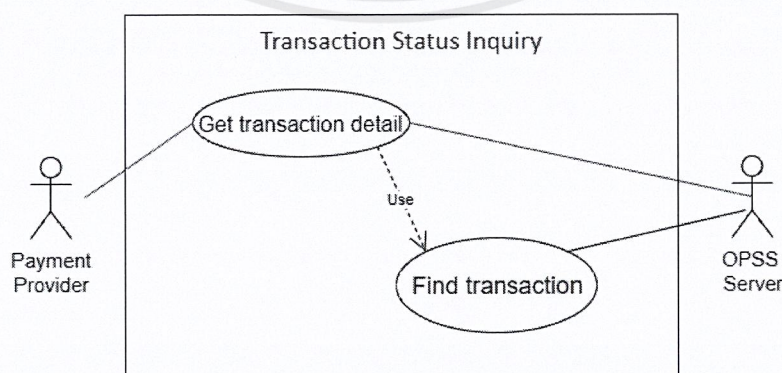 Transaction Status Inquiry
Get transaction detail
Use
Payment
Provider
Find transaction
OPSS
Server